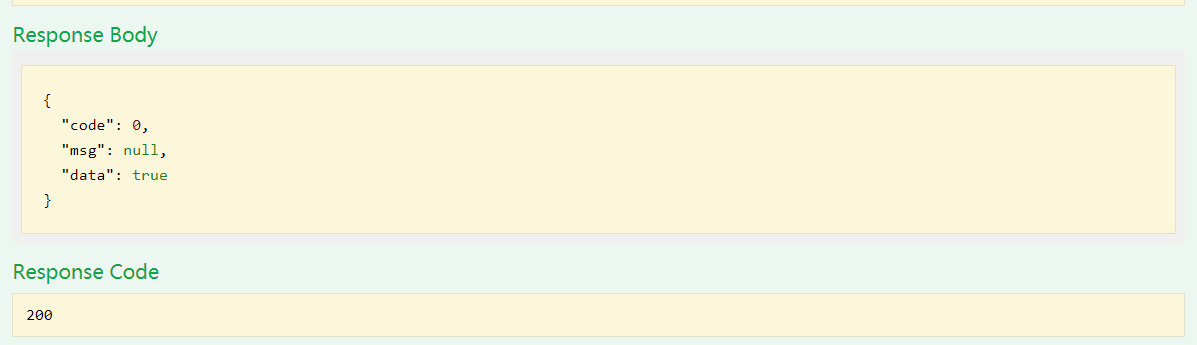 Response Body
{
  "code": 0,
  "msg": null,
  "data": true
}
Response Code
200